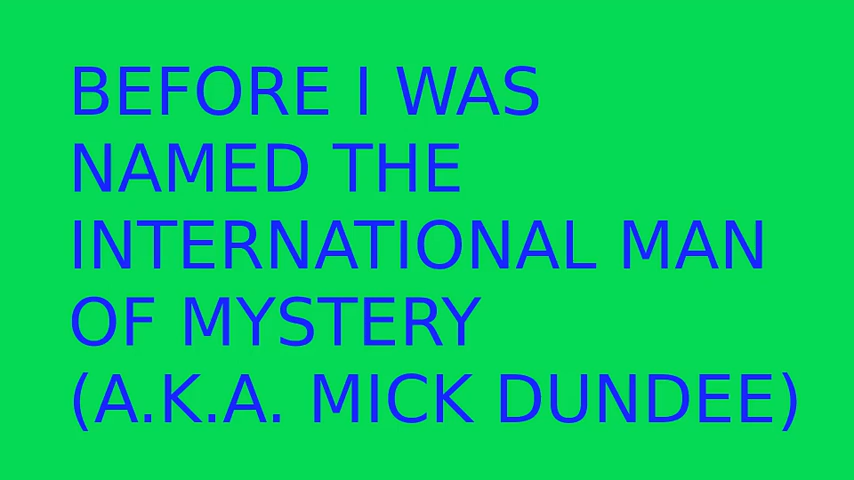 BEFORE I WAS
NAMED THE
INTERNATIONAL MAN
OF MYSTERY
(A.K.A. MICK DUNDEE)